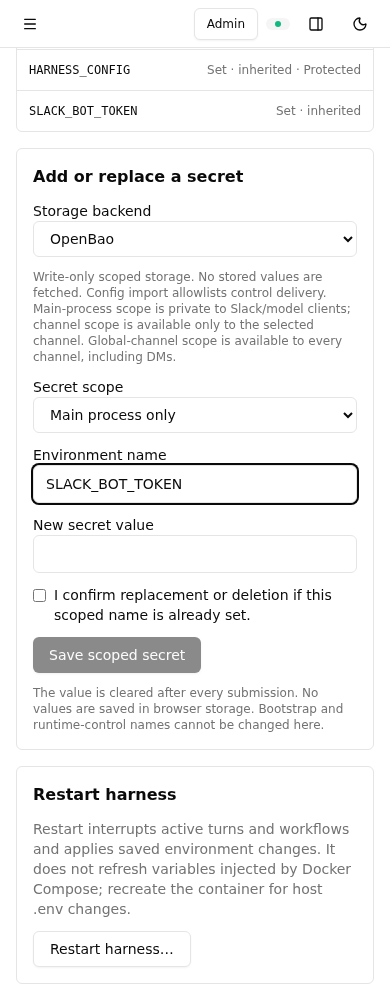 Admin
HARNESS_CONFIG
Set · inherited · Protected
SLACK_BOT_TOKEN
Set · inherited
Add or replace a secret
Storage backend
OpenBao
Write-only scoped storage. No stored values are
fetched. Config import allowlists control delivery.
Main-process scope is private to Slack/model clients;
channel scope is available only to the selected
channel. Global-channel scope is available to every
channel, including DMs.
Secret scope
Main process only
Environment name
SLACK_BOT_TOKEN
New secret value
I confirm replacement or deletion if this
scoped name is already set.
Save scoped secret
The value is cleared after every submission. No
values are saved in browser storage. Bootstrap and
runtime-control names cannot be changed here.
Restart harness
Restart interrupts active turns and workflows
and applies saved environment changes. It
does not refresh variables injected by Docker
Compose; recreate the container for host
.env changes.
Restart harness…